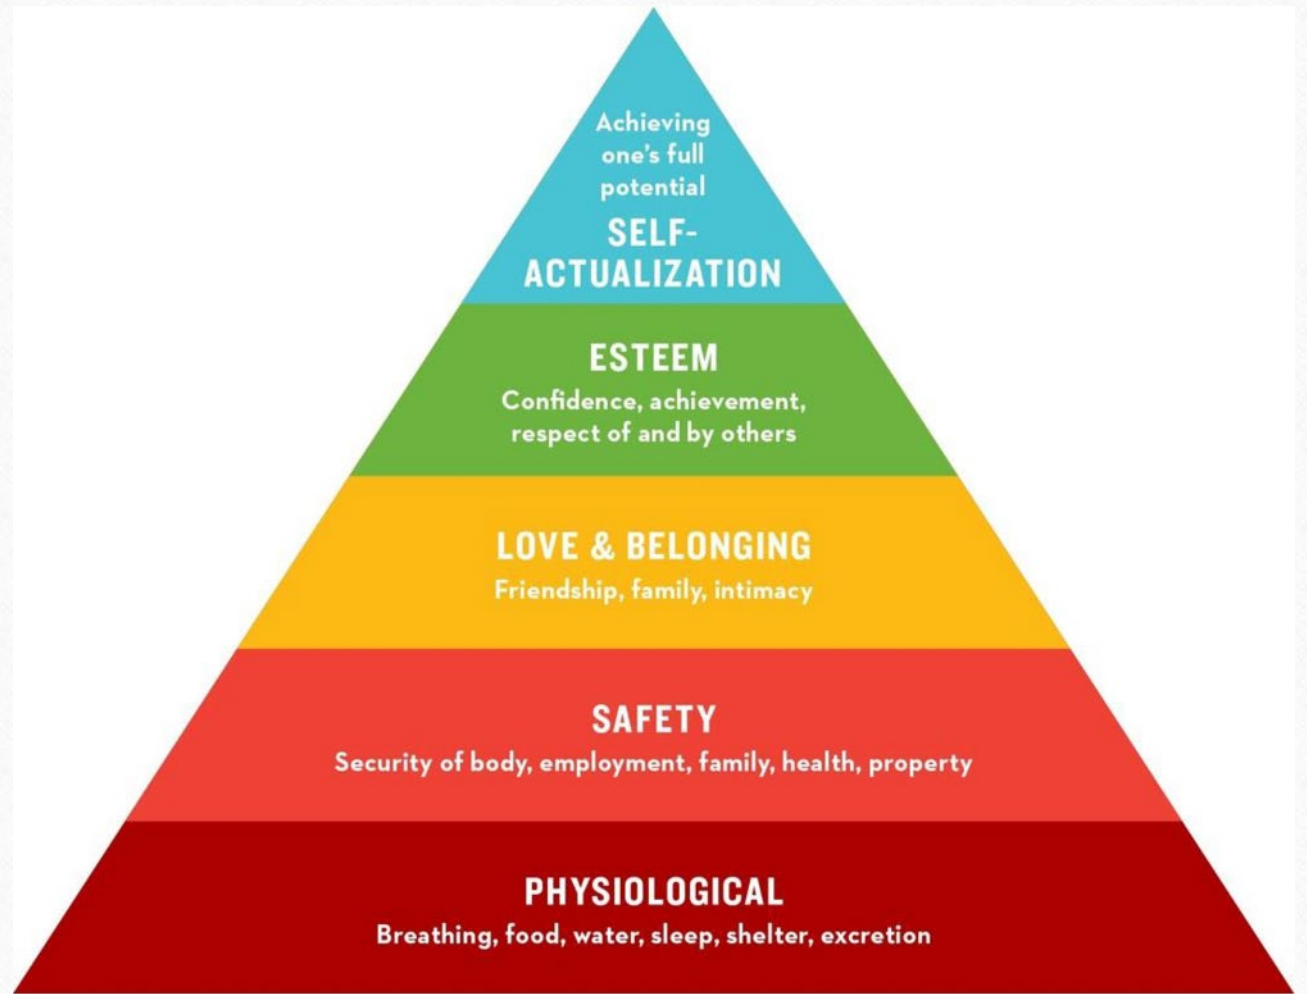 Achieving
one's full
potential
SELF-
ACTUALIZATION
ESTEEM
Confidence, achievement,
respect of and by others
LOVE & BELONGING
Friendship, family, intimacy
SAFETY
Security of body, employment, family, health, property
PHYSIOLOGICAL
Breathing, food, water, sleep, shelter, excretion